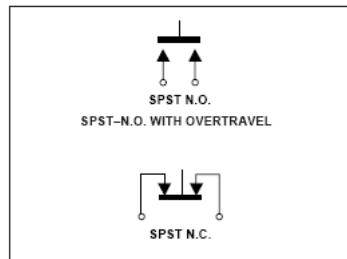 SPST N.O.
SPST–N.O. WITH OVERTRAVEL
SPST N.C.